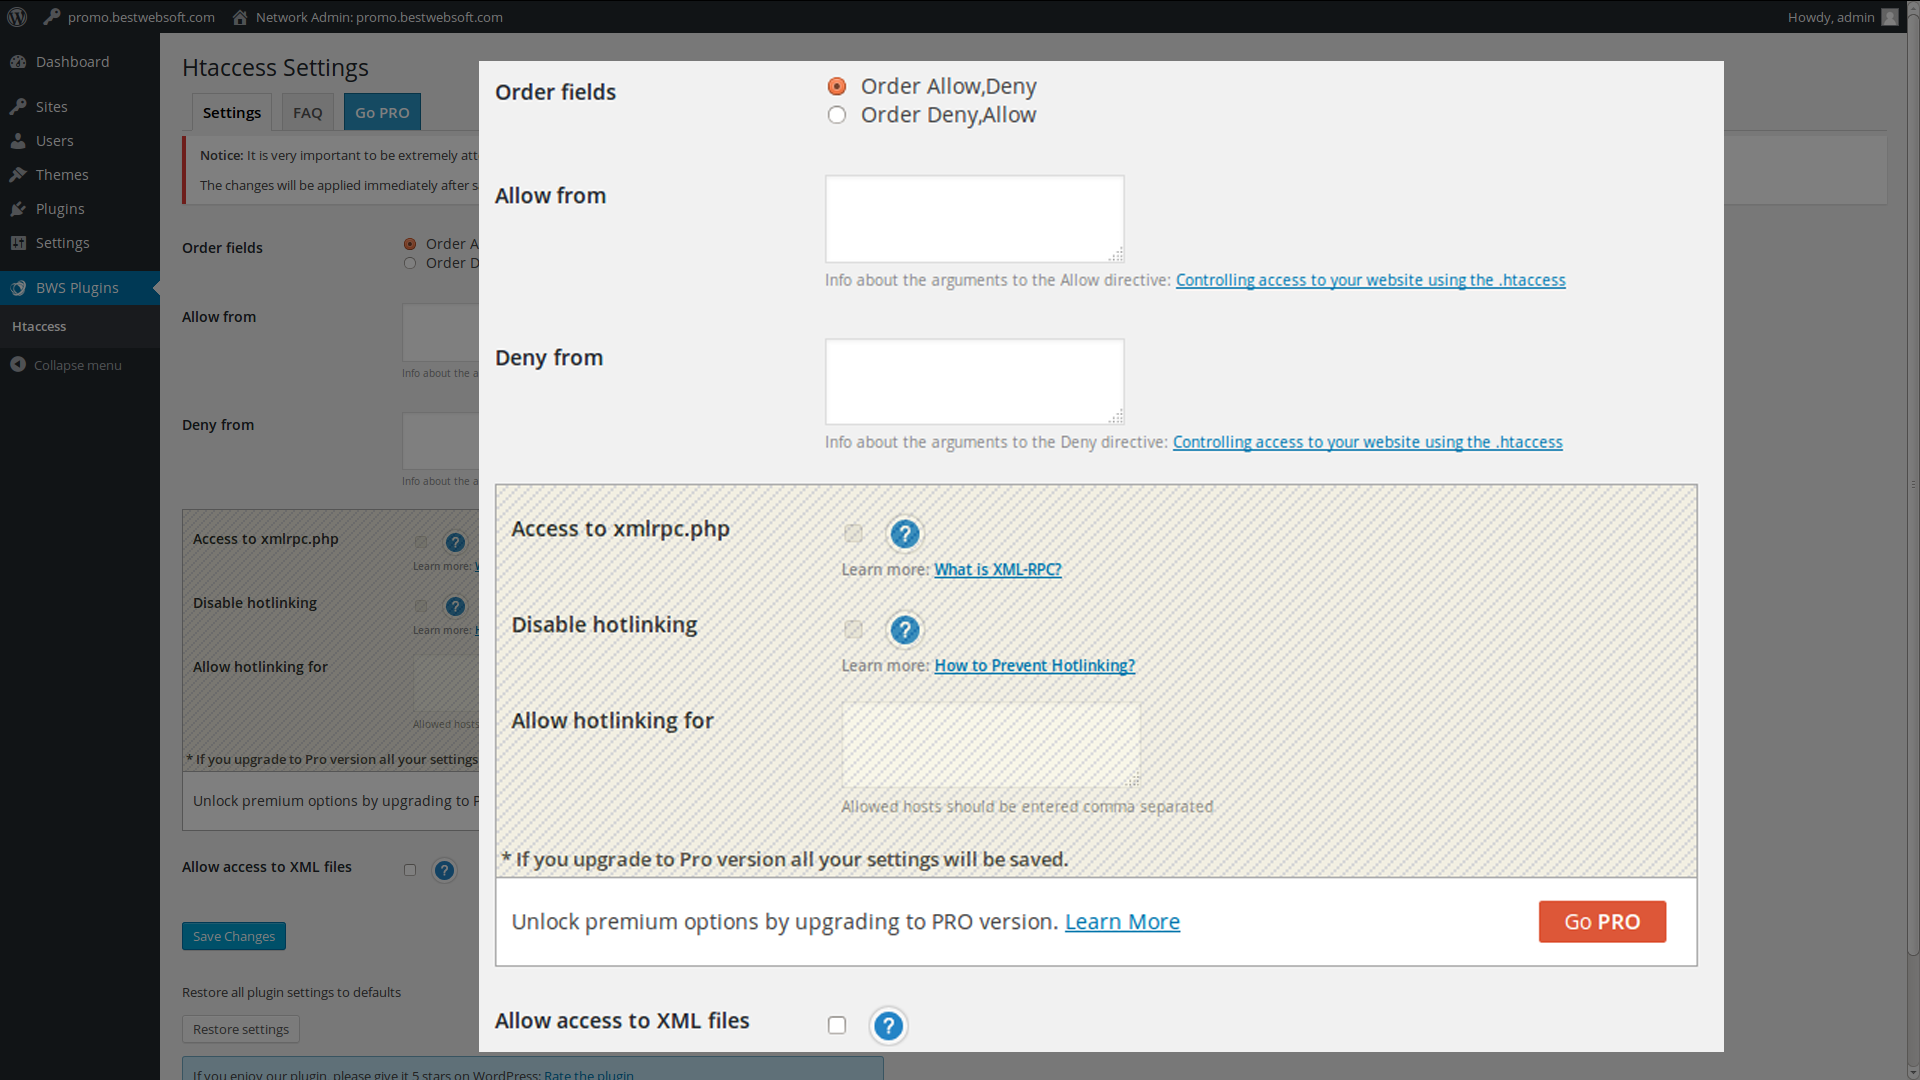 promo.bestwebsoft.com
Network Admin: promo.bestwebsoft.com
Howdy, admin
Dashboard
Sites
Users
Themes
Plugins
Settings
BWS Plugins
Htaccess
Collapse menu
Htaccess Settings
Settings
FAQ
Go PRO
Notice: It is very important to be extremely att
The changes will be applied immediately after s
Order fields
Order A
Order D
Allow from
Info about the a
Deny from
Info about the a
Access to xmlrpc.php
?
Learn more:
Disable hotlinking
?
Learn more:
Allow hotlinking for
Allowed hosts
* If you upgrade to Pro version all your settings
Unlock premium options by upgrading to P
Allow access to XML files
?
Save Changes
Restore all plugin settings to defaults
Restore settings
If you enjoy our plugin, please give it 5 stars on WordPress: Rate the plugin
Order fields
Order Allow,Deny
Order Deny,Allow
Allow from
Info about the arguments to the Allow directive: Controlling access to your website using the .htaccess
Deny from
Info about the arguments to the Deny directive: Controlling access to your website using the .htaccess
Access to xmlrpc.php
?
Learn more: What is XML-RPC?
Disable hotlinking
?
Learn more: How to Prevent Hotlinking?
Allow hotlinking for
Allowed hosts should be entered comma separated
* If you upgrade to Pro version all your settings will be saved.
Unlock premium options by upgrading to PRO version. Learn More
Go PRO
Allow access to XML files
?